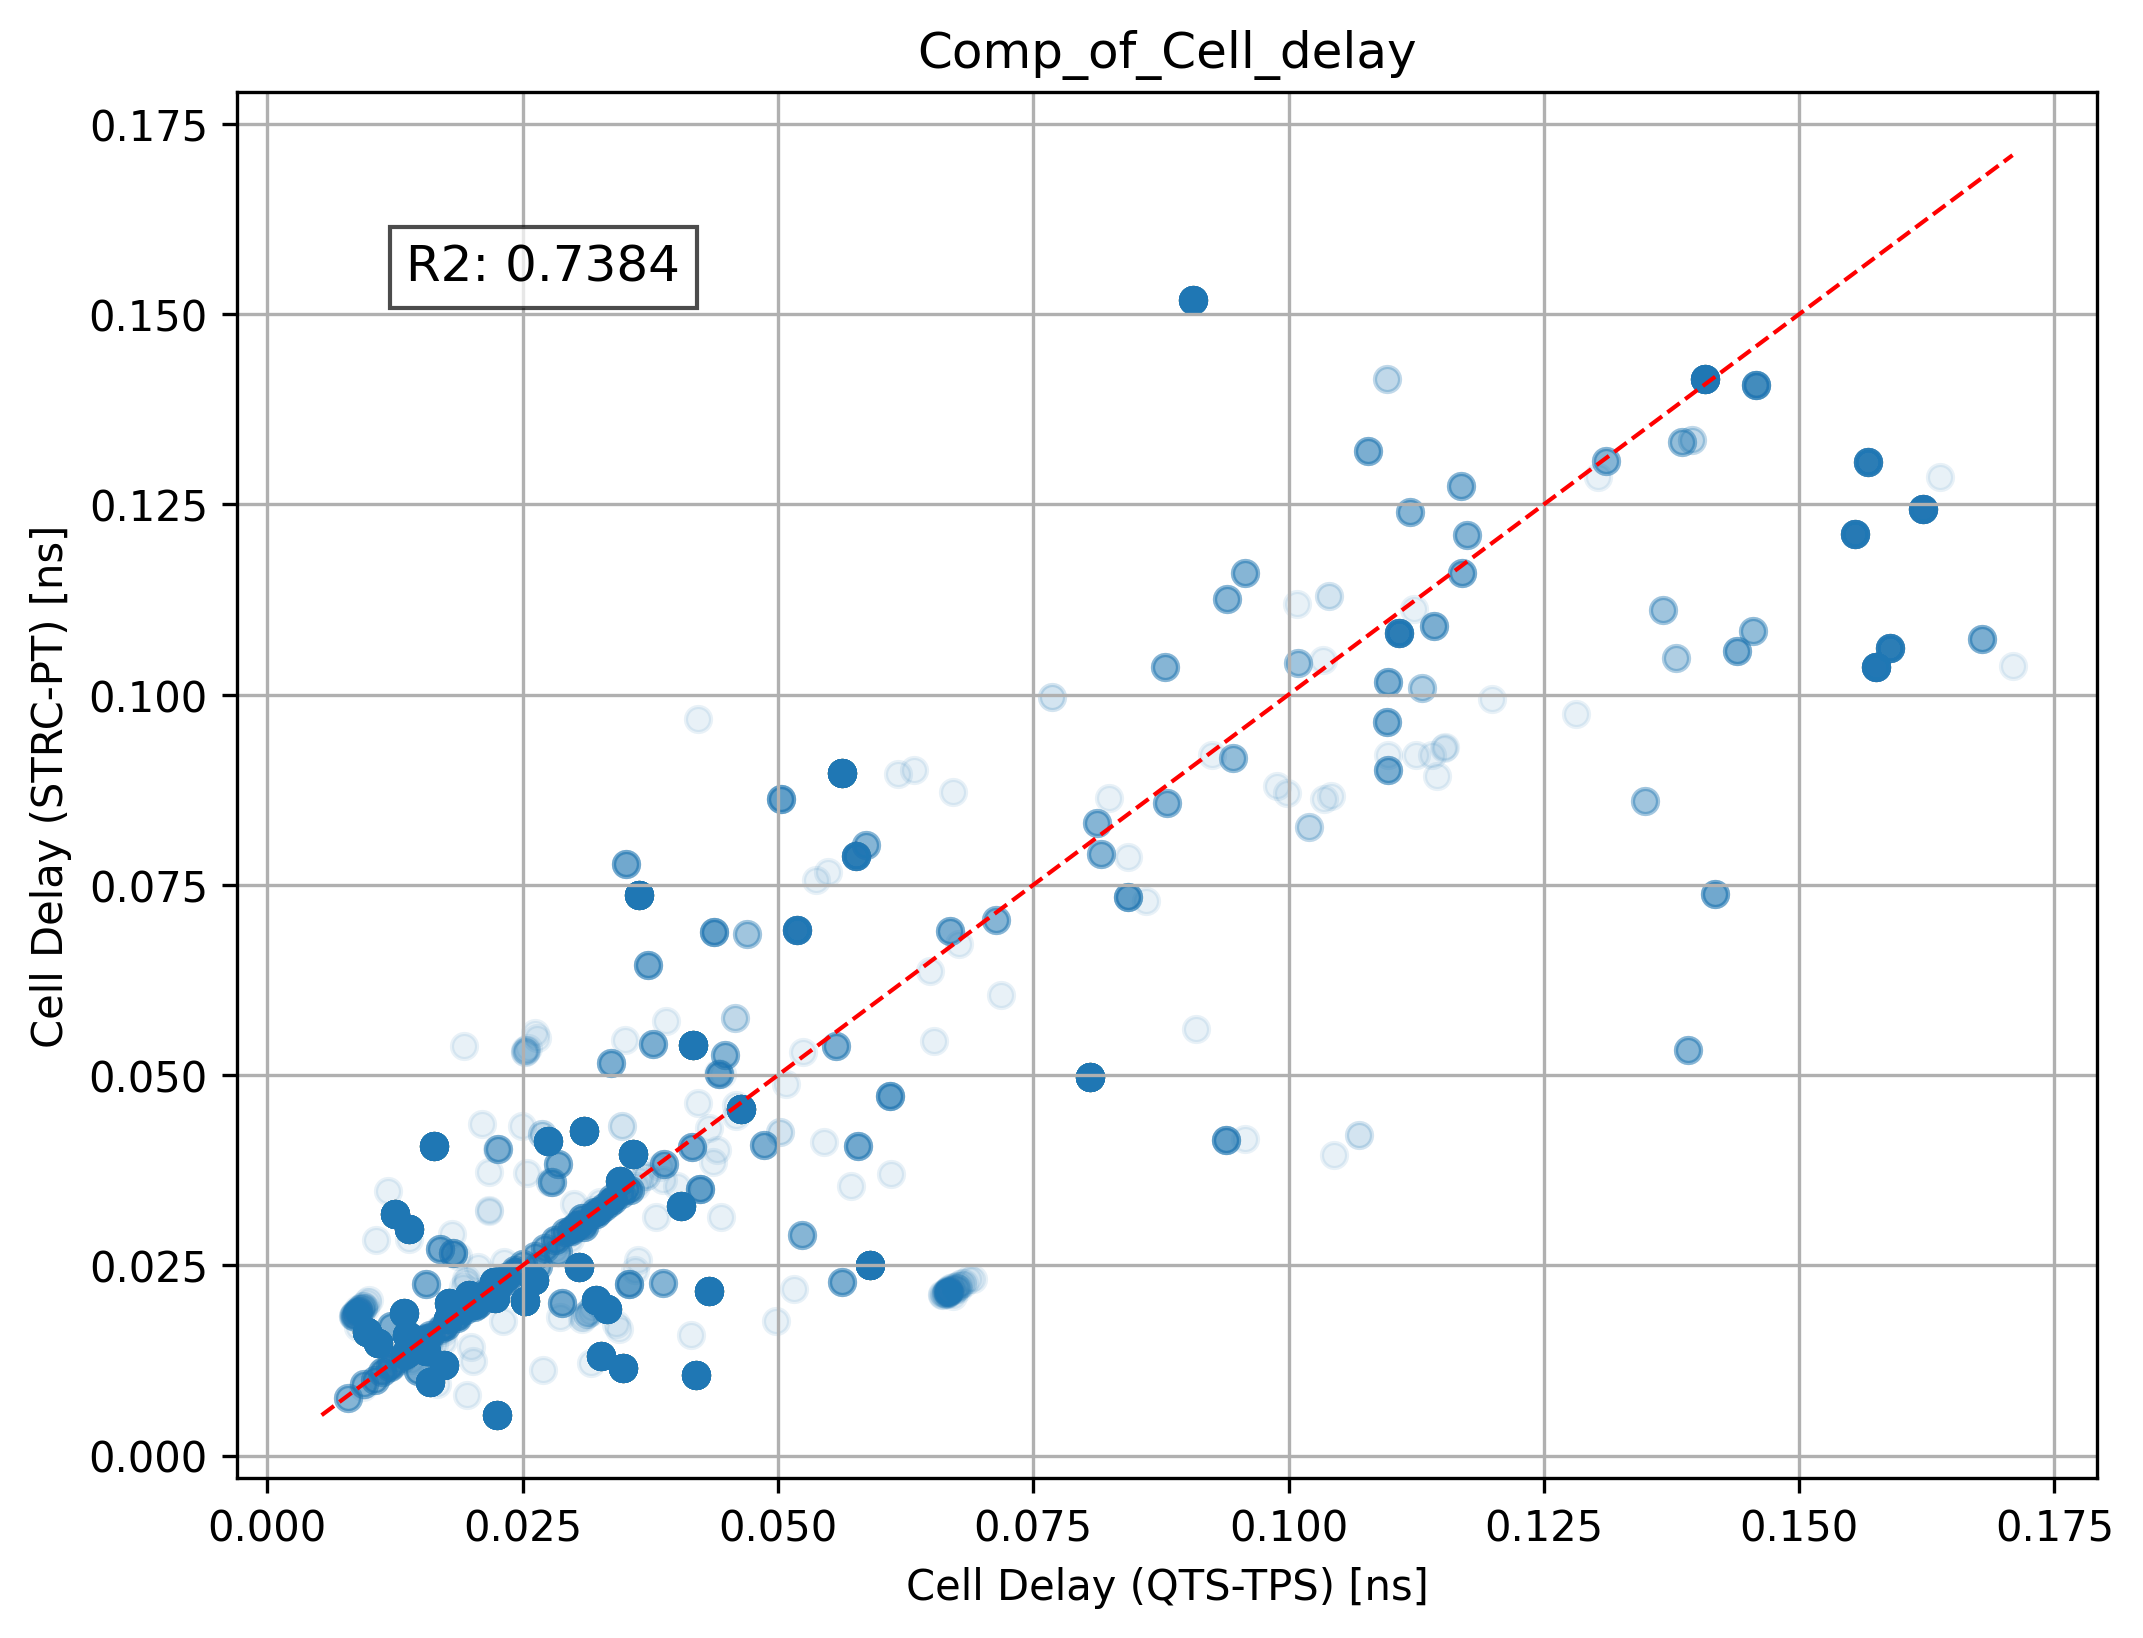 Comp_of_Cell_delay
0.175
R2: 0.7384
0.150
0.125
0.100
0.075
0.050
0.025
0.000
Cell Delay (STRC-PT) [ns]
0.000 0.025 0.050 0.075 0.100 0.125 0.150 0.175
Cell Delay (QTS-TPS) [ns]